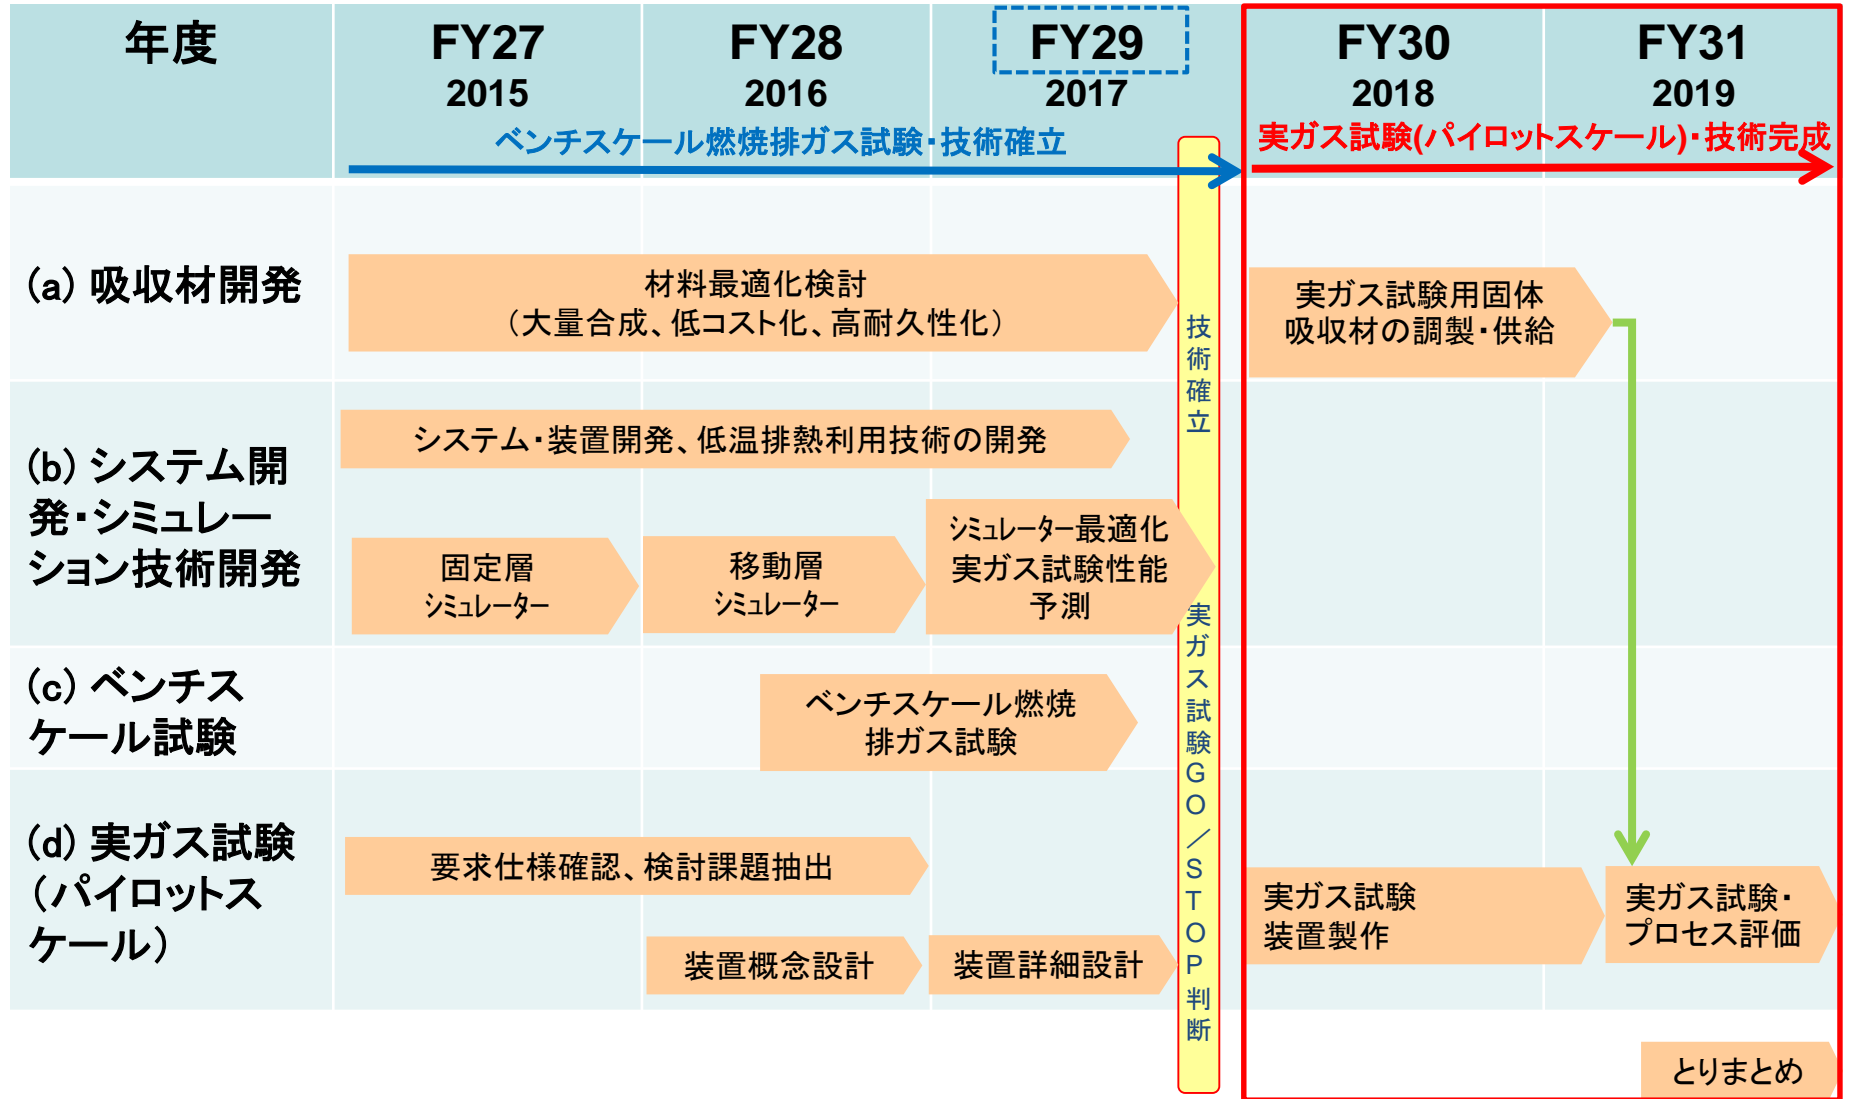 年度
FY27
2015
FY28
2016
FY29
2017
FY30
2018
FY31
2019
ベンチスケール燃焼排ガス試験・技術確立
実ガス試験(パイロットスケール)・技術完成
(a) 吸収材開発
材料最適化検討
（大量合成、低コスト化、高耐久性化）
実ガス試験用固体
吸収材の調製・供給
技術確立
実ガス試験GO／STOP判断
(b) システム開
発・シミュレー
ション技術開発
システム・装置開発、低温排熱利用技術の開発
固定層
シミュレーター
移動層
シミュレーター
シミュレーター最適化
実ガス試験性能
予測
(c) ベンチス
ケール試験
ベンチスケール燃焼
排ガス試験
(d) 実ガス試験
（パイロットス
ケール）
要求仕様確認、検討課題抽出
装置概念設計
装置詳細設計
実ガス試験
装置製作
実ガス試験・
プロセス評価
とりまとめ